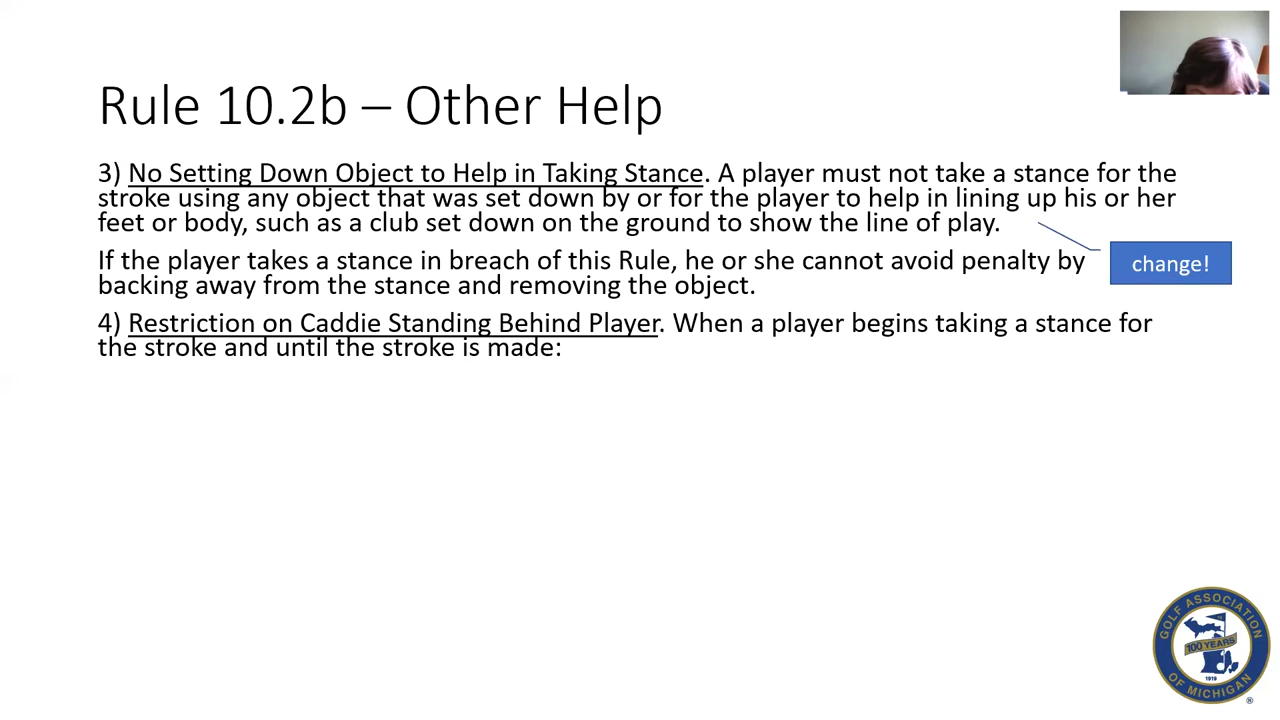 Rule 10.2b – Other Help
3) No Setting Down Object to Help in Taking Stance. A player must not take a stance for the
stroke using any object that was set down by or for the player to help in lining up his or her
feet or body, such as a club set down on the ground to show the line of play.
If the player takes a stance in breach of this Rule, he or she cannot avoid penalty by
backing away from the stance and removing the object.
change!
4) Restriction on Caddie Standing Behind Player. When a player begins taking a stance for
the stroke and until the stroke is made:
GOLF ASSOCIATION
100 YEARS
1919
OF MICHIGAN
®